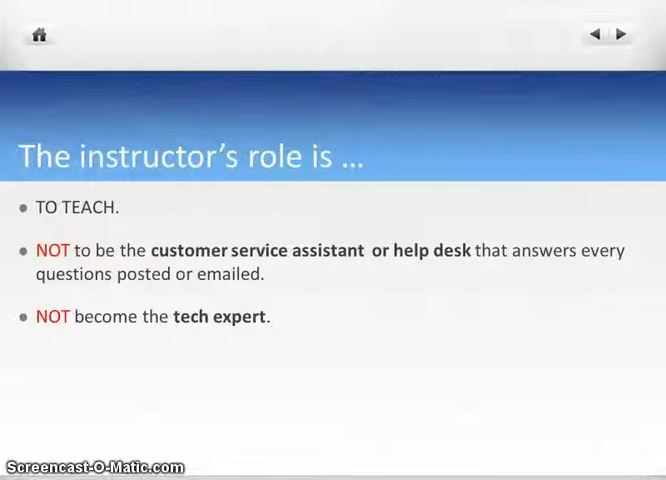 The instructor's role is ...
TO TEACH.
NOT to be the customer service assistant or help desk that answers every
questions posted or emailed.
NOT become the tech expert.
Screencast-O-Matic.com